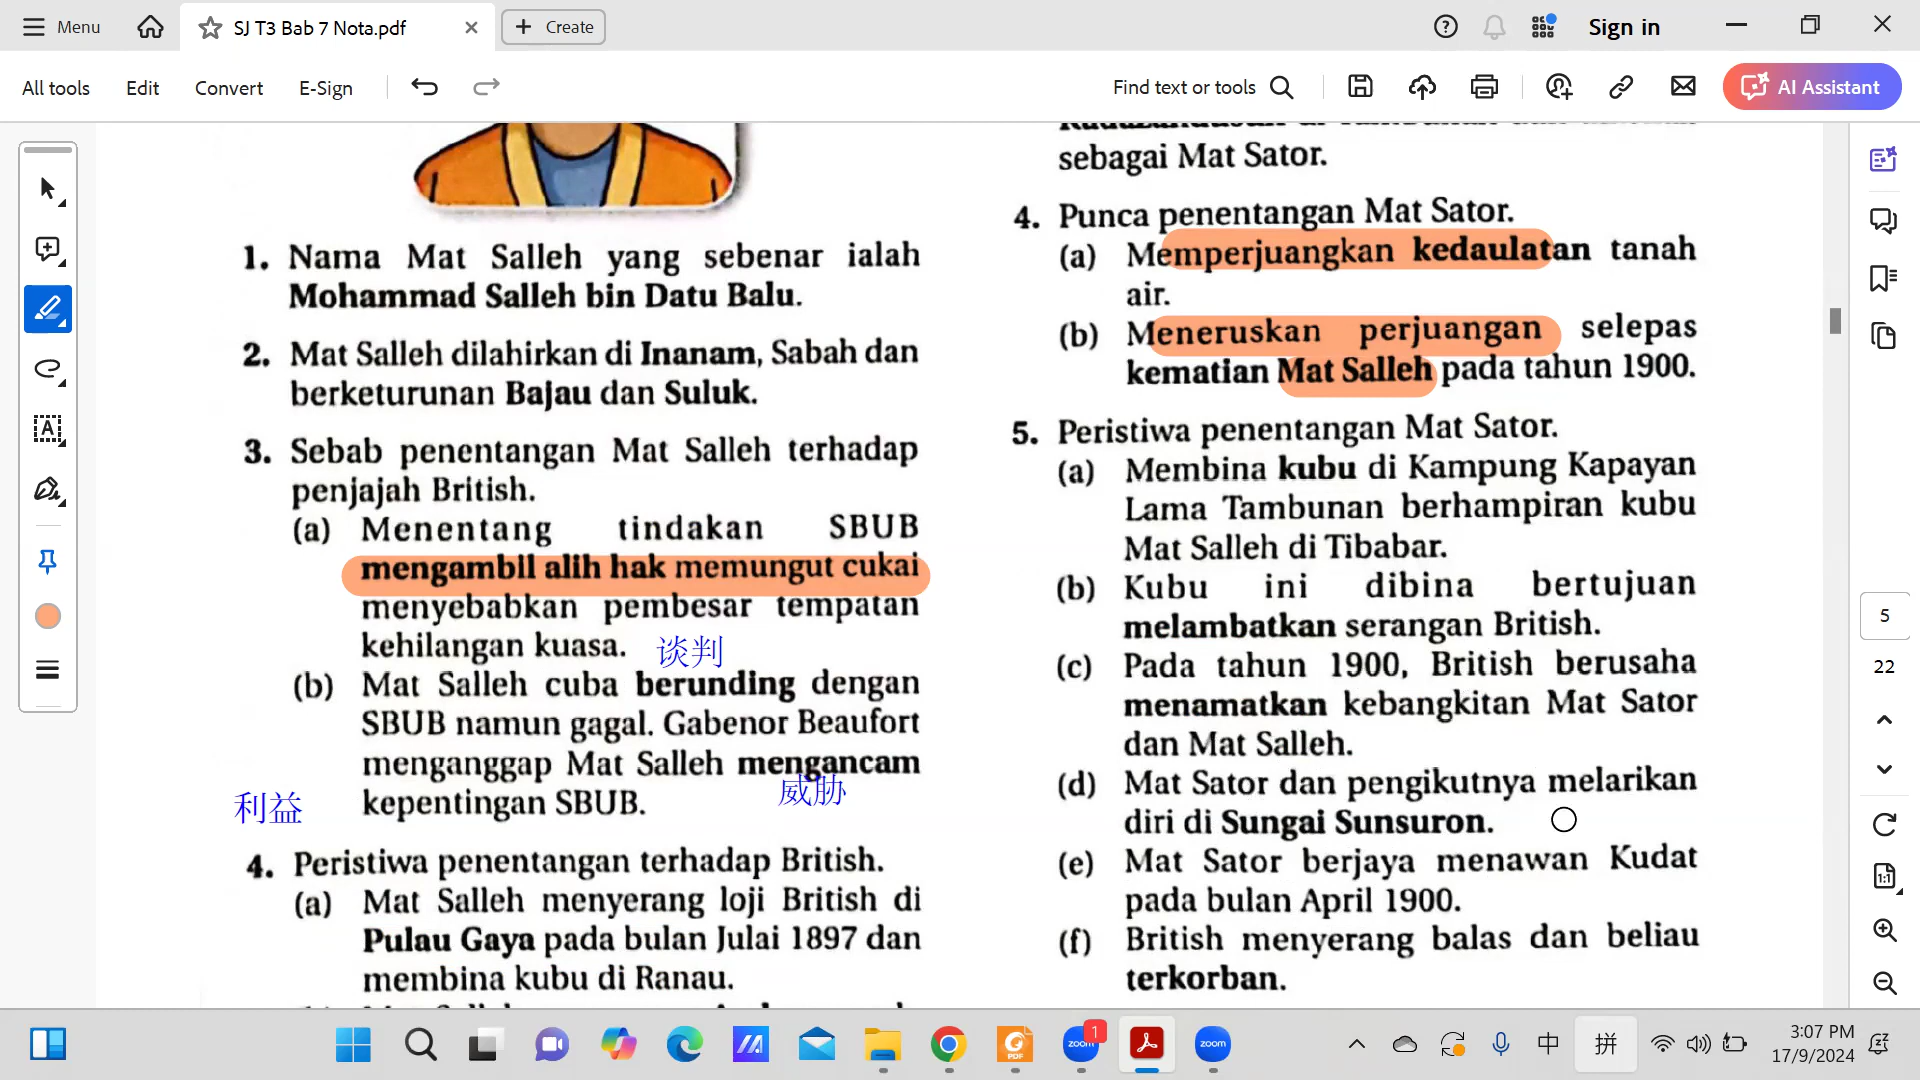 Menu
SJ T3 Bab 7 Nota.pdf
Create
Sign in
All tools
Edit
Convert
E-Sign
Find text or tools
AI Assistant
1. Nama Mat Salleh yang sebenar ialah
Mohammad Salleh bin Datu Balu.
2. Mat Salleh dilahirkan di Inanam, Sabah dan
berketurunan Bajau dan Suluk.
3. Sebab penentangan Mat Salleh terhadap
penjajah British.
(a) Menentang tindakan SBUB
mengambil alih hak memungut cukai
menyebabkan pembesar tempatan
kehilangan kuasa. 谈判
(b) Mat Salleh cuba berunding dengan
SBUB namun gagal. Gabenor Beaufort
menganggap Mat Salleh mengancam
利益 kepentingan SBUB. 威胁
4. Peristiwa penentangan terhadap British.
(a) Mat Salleh menyerang loji British di
Pulau Gaya pada bulan Julai 1897 dan
membina kubu di Ranau.
sebagai Mat Sator.
4. Punca penentangan Mat Sator.
(a) Memperjuangkan kedaulatan tanah
air.
(b) Meneruskan perjuangan selepas
kematian Mat Salleh pada tahun 1900.
5. Peristiwa penentangan Mat Sator.
(a) Membina kubu di Kampung Kapayan
Lama Tambunan berhampiran kubu
Mat Salleh di Tibabar.
(b) Kubu ini dibina bertujuan
melambatkan serangan British.
(c) Pada tahun 1900, British berusaha
menamatkan kebangkitan Mat Sator
dan Mat Salleh.
(d) Mat Sator dan pengikutnya melarikan
diri di Sungai Sunsuron.
(e) Mat Sator berjaya menawan Kudat
pada bulan April 1900.
(f) British menyerang balas dan beliau
terkorban.
5
22
1:1
PDF
zoom
1
zoom
中
拼
3:07 PM
17/9/2024